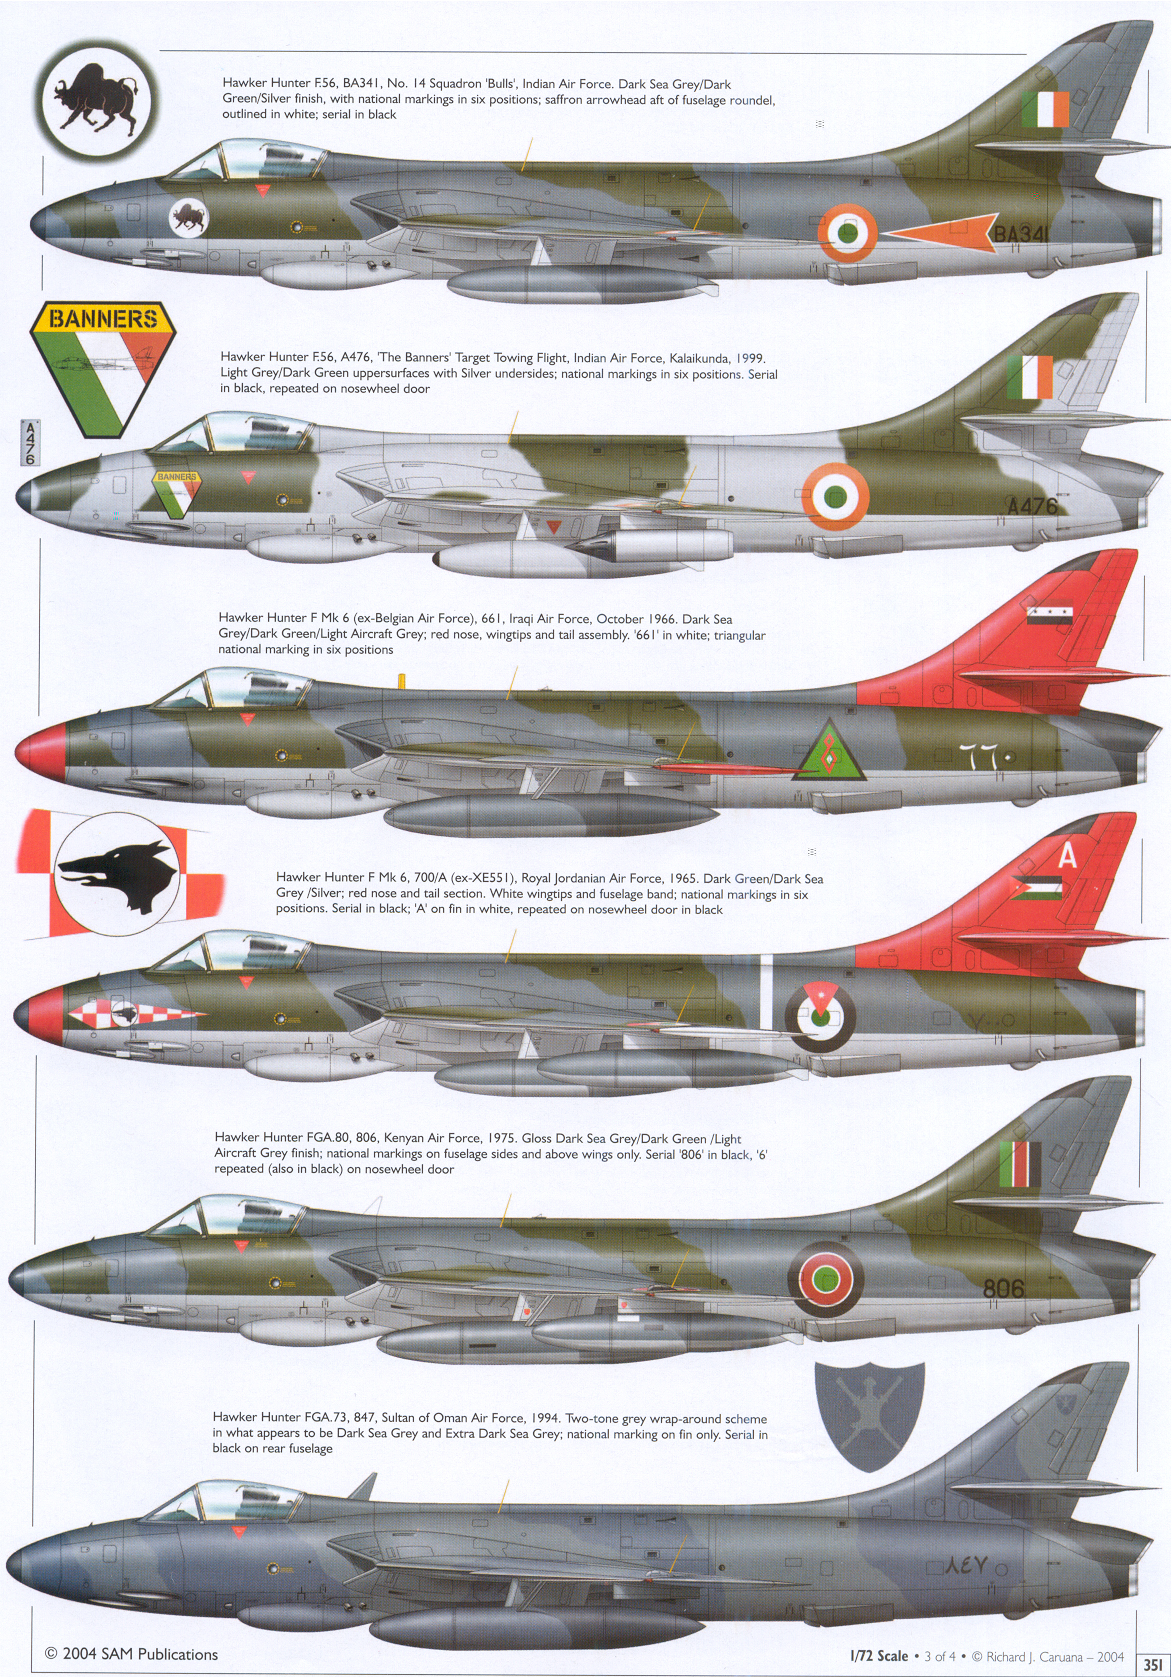 Hawker Hunter F.56, BA341, No. 14 Squadron 'Bulls', Indian Air Force. Dark Sea Grey/Dark
Green/Silver finish, with national markings in six positions; saffron arrowhead aft of fuselage roundel,
outlined in white; serial in black
BA341
BANNERS
Hawker Hunter F.56, A476, 'The Banners' Target Towing Flight, Indian Air Force, Kalaikunda, 1999.
Light Grey/Dark Green uppersurfaces with Silver undersides; national markings in six positions. Serial
in black, repeated on nosewheel door
A476
BANNERS
A476
Hawker Hunter F Mk 6 (ex-Belgian Air Force), 661, Iraqi Air Force, October 1966. Dark Sea
Grey/Dark Green/Light Aircraft Grey; red nose, wingtips and tail assembly. '661' in white; triangular
national marking in six positions
Hawker Hunter F Mk 6, 700/A (ex-XE551), Royal Jordanian Air Force, 1965. Dark Green/Dark Sea
Grey /Silver; red nose and tail section. White wingtips and fuselage band; national markings in six
positions. Serial in black; 'A' on fin in white, repeated on nosewheel door in black
A
Hawker Hunter FGA.80, 806, Kenyan Air Force, 1975. Gloss Dark Sea Grey/Dark Green /Light
Aircraft Grey finish; national markings on fuselage sides and above wings only. Serial '806' in black, '6'
repeated (also in black) on nosewheel door
806
Hawker Hunter FGA.73, 847, Sultan of Oman Air Force, 1994. Two-tone grey wrap-around scheme
in what appears to be Dark Sea Grey and Extra Dark Sea Grey; national marking on fin only. Serial in
black on rear fuselage
٨٤٧
© 2004 SAM Publications
1/72 Scale • 3 of 4 • © Richard J. Caruana – 2004
351